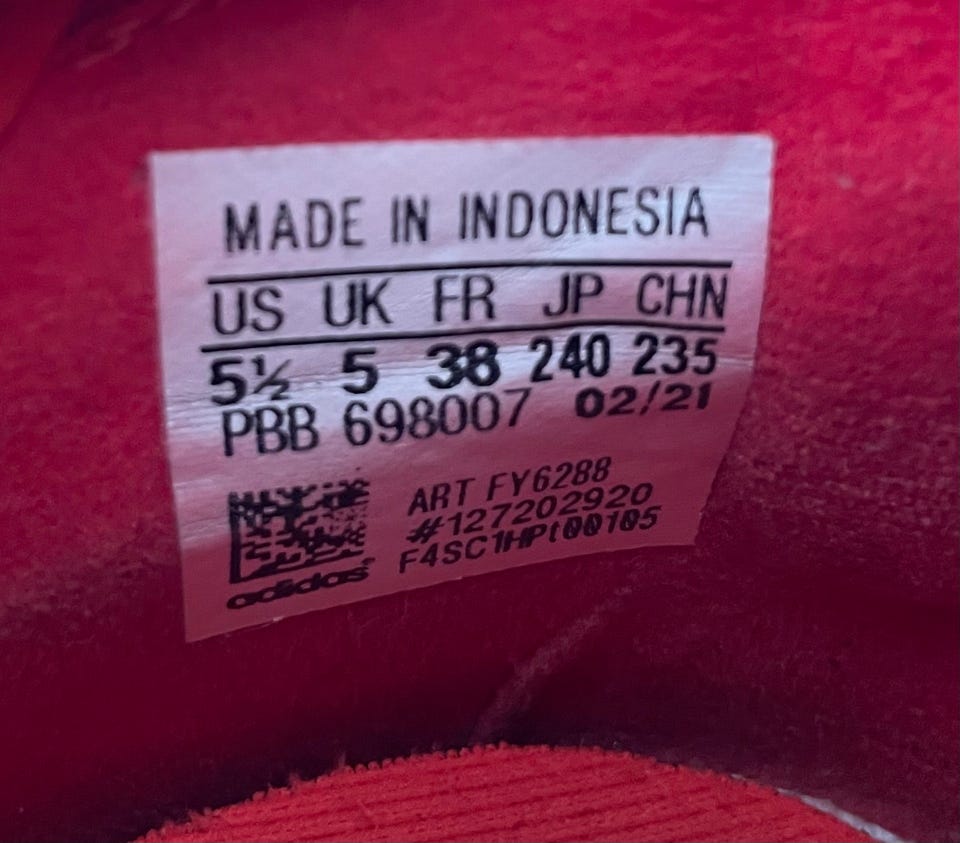 MADE IN INDONESIA
US UK FR JP CHN
5½ 5 38 240 235
PBB 698007 02/21
ART FY6288
#127202920
F4SC1HPt00105
adidas